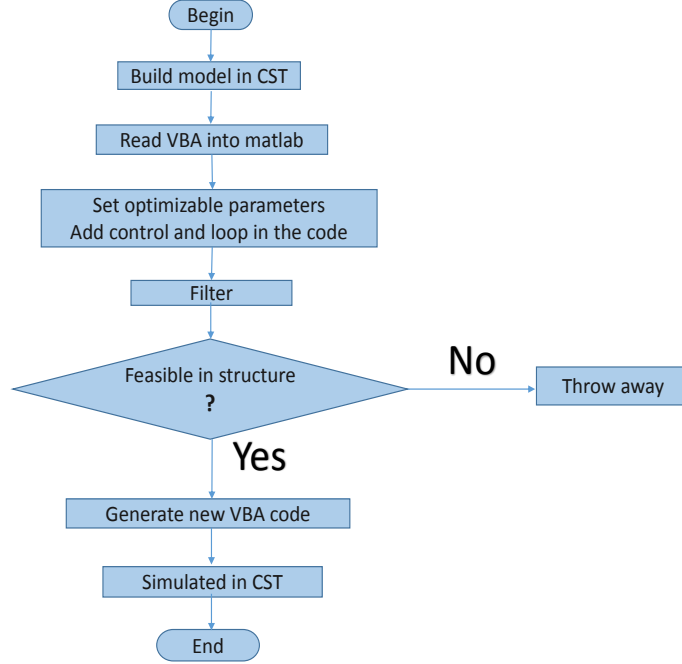 Begin
Build model in CST
Read VBA into matlab
Set optimizable parameters
Add control and loop in the code
Filter
Feasible in structure
?
No
Throw away
Yes
Generate new VBA code
Simulated in CST
End